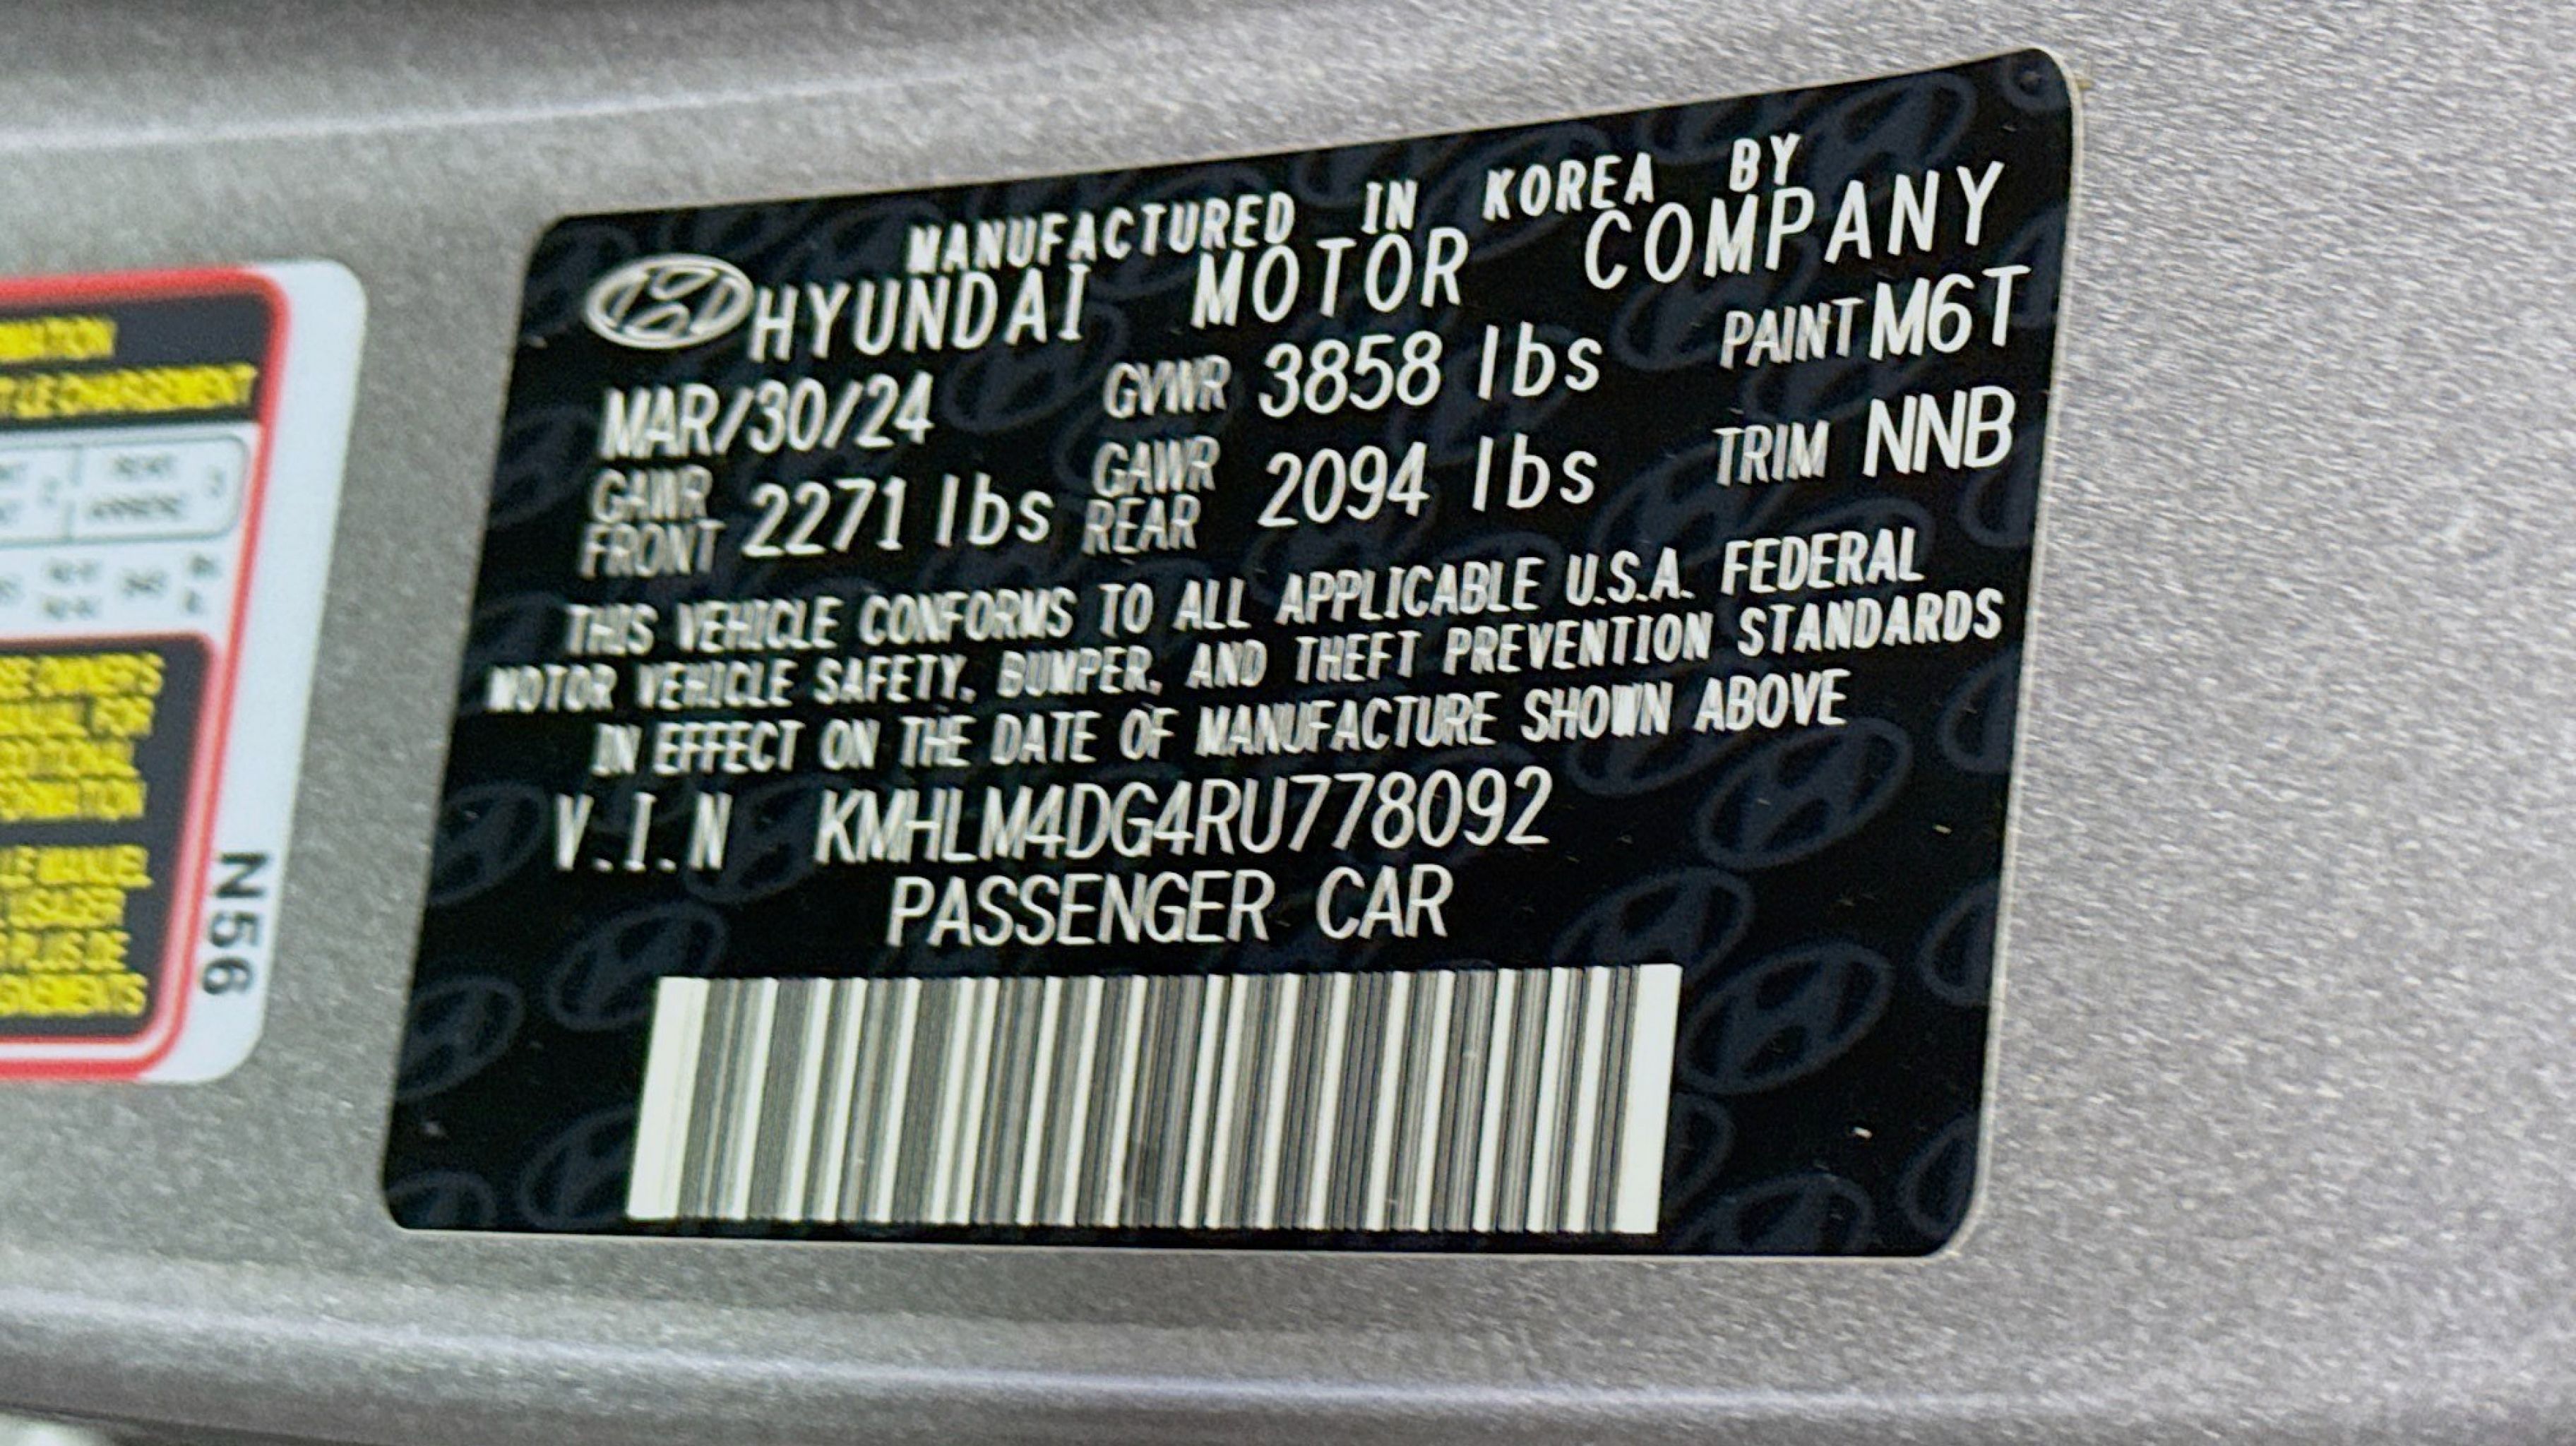 MANUFACTURED IN KOREA BY
HYUNDAI MOTOR COMPANY
MAR/30/24 GVWR 3858 lbs PAINT M6T
GAWR FRONT 2271 lbs GAWR REAR 2094 lbs TRIM NNB
THIS VEHICLE CONFORMS TO ALL APPLICABLE U.S.A. FEDERAL
MOTOR VEHICLE SAFETY, BUMPER, AND THEFT PREVENTION STANDARDS
IN EFFECT ON THE DATE OF MANUFACTURE SHOWN ABOVE
V.I.N KMHLM4DG4RU778092
PASSENGER CAR
N56